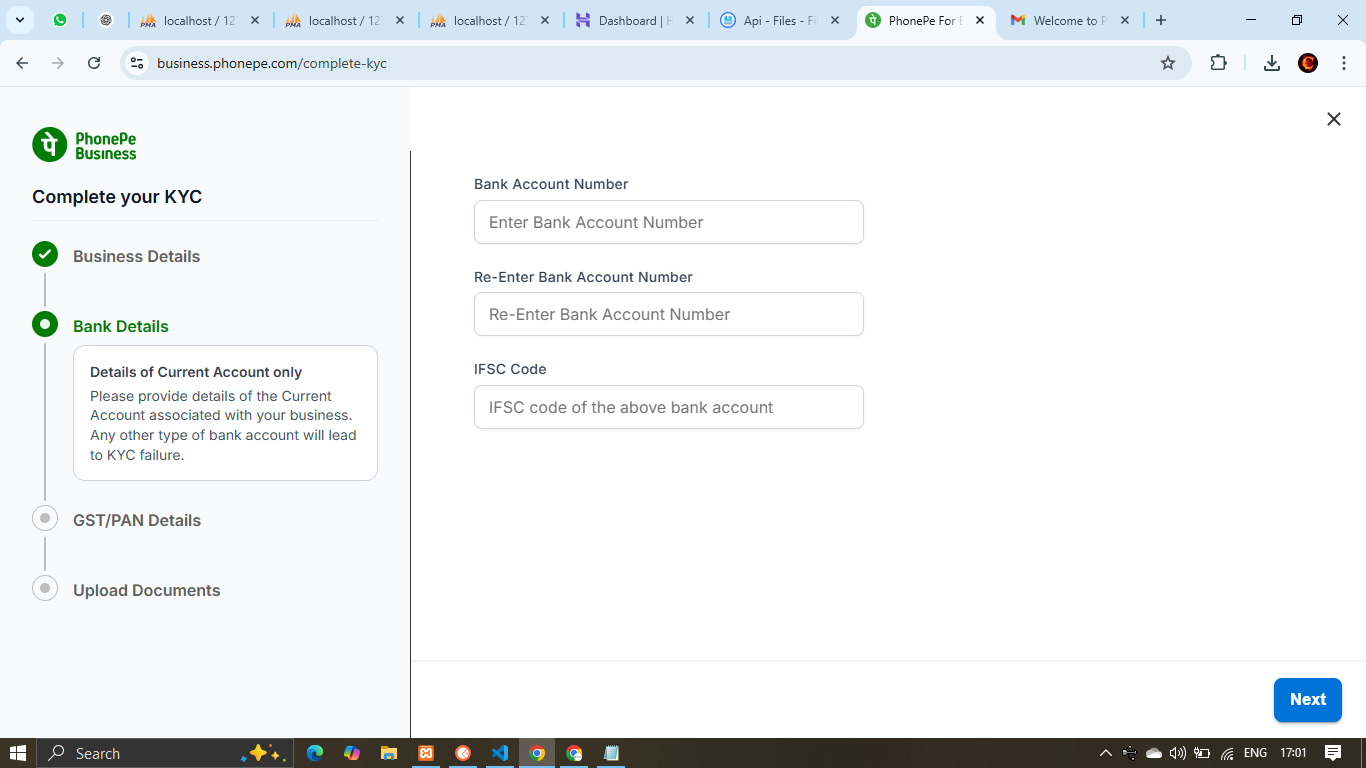 localhost / 12
localhost / 12
localhost / 12
Dashboard | H
Api - Files - Fi
PhonePe For B
Welcome to P
business.phonepe.com/complete-kyc
पे PhonePe
Business
Complete your KYC
Business Details
Bank Details
Details of Current Account only
Please provide details of the Current
Account associated with your business.
Any other type of bank account will lead
to KYC failure.
GST/PAN Details
Upload Documents
Bank Account Number
Enter Bank Account Number
Re-Enter Bank Account Number
Re-Enter Bank Account Number
IFSC Code
IFSC code of the above bank account
Next
Search
ENG
17:01